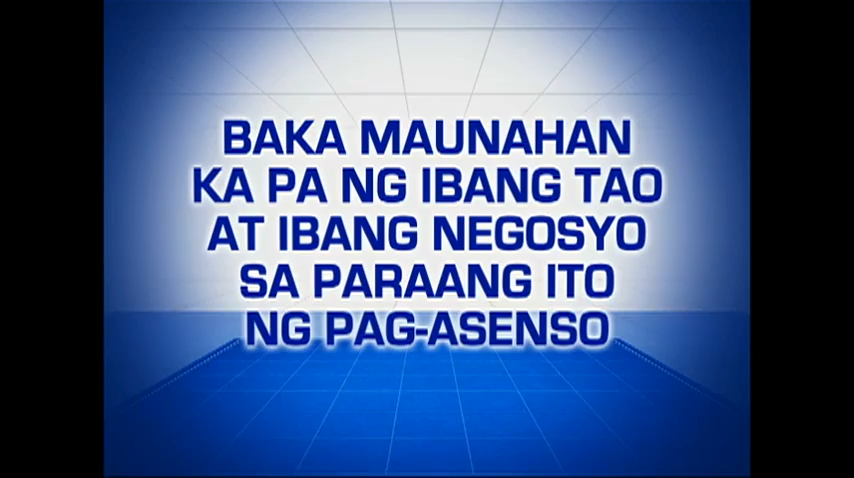 BAKA MAUNAHAN
KA PA NG IBANG TAO
AT IBANG NEGOSYO
SA PARAANG ITO
NG PAG-ASENSO